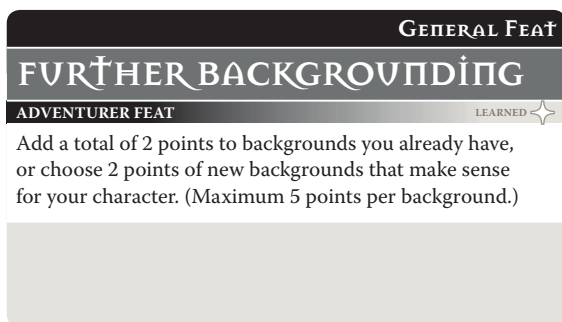 General Feat
Further Backgrounding
ADVENTURER FEAT
LEARNED
Add a total of 2 points to backgrounds you already have,
or choose 2 points of new backgrounds that make sense
for your character. (Maximum 5 points per background.)